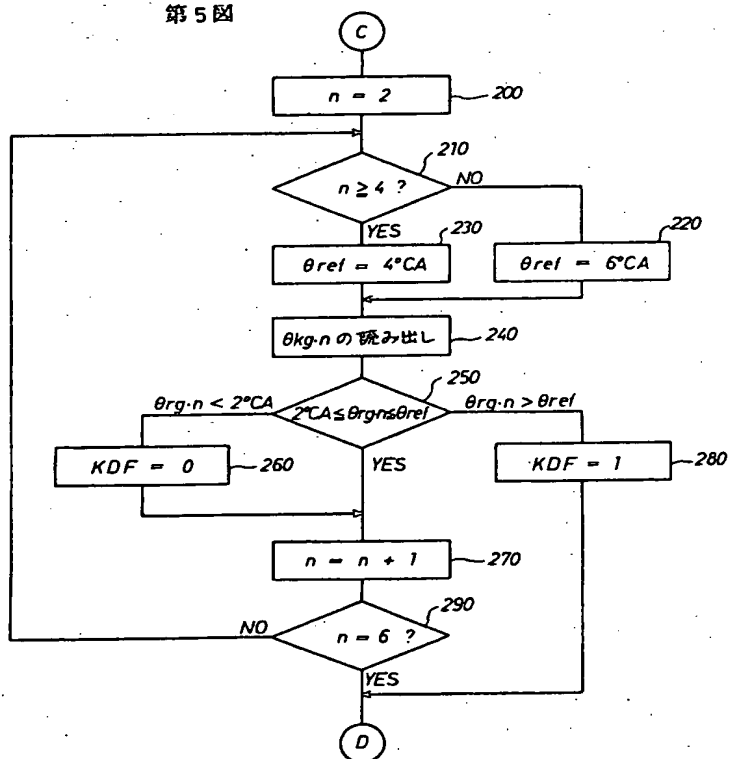 第5図
C
n = 2
200
210
n ≧ 4 ?
NO
YES
230
220
θref = 4°CA
θref = 6°CA
θkg·n の読み出し
240
250
θrg·n < 2°CA
2°CA≦θrg·n≦θref
θrg·n > θref
KDF = 0
260
YES
KDF = 1
280
n = n + 1
270
290
NO
n = 6 ?
YES
D